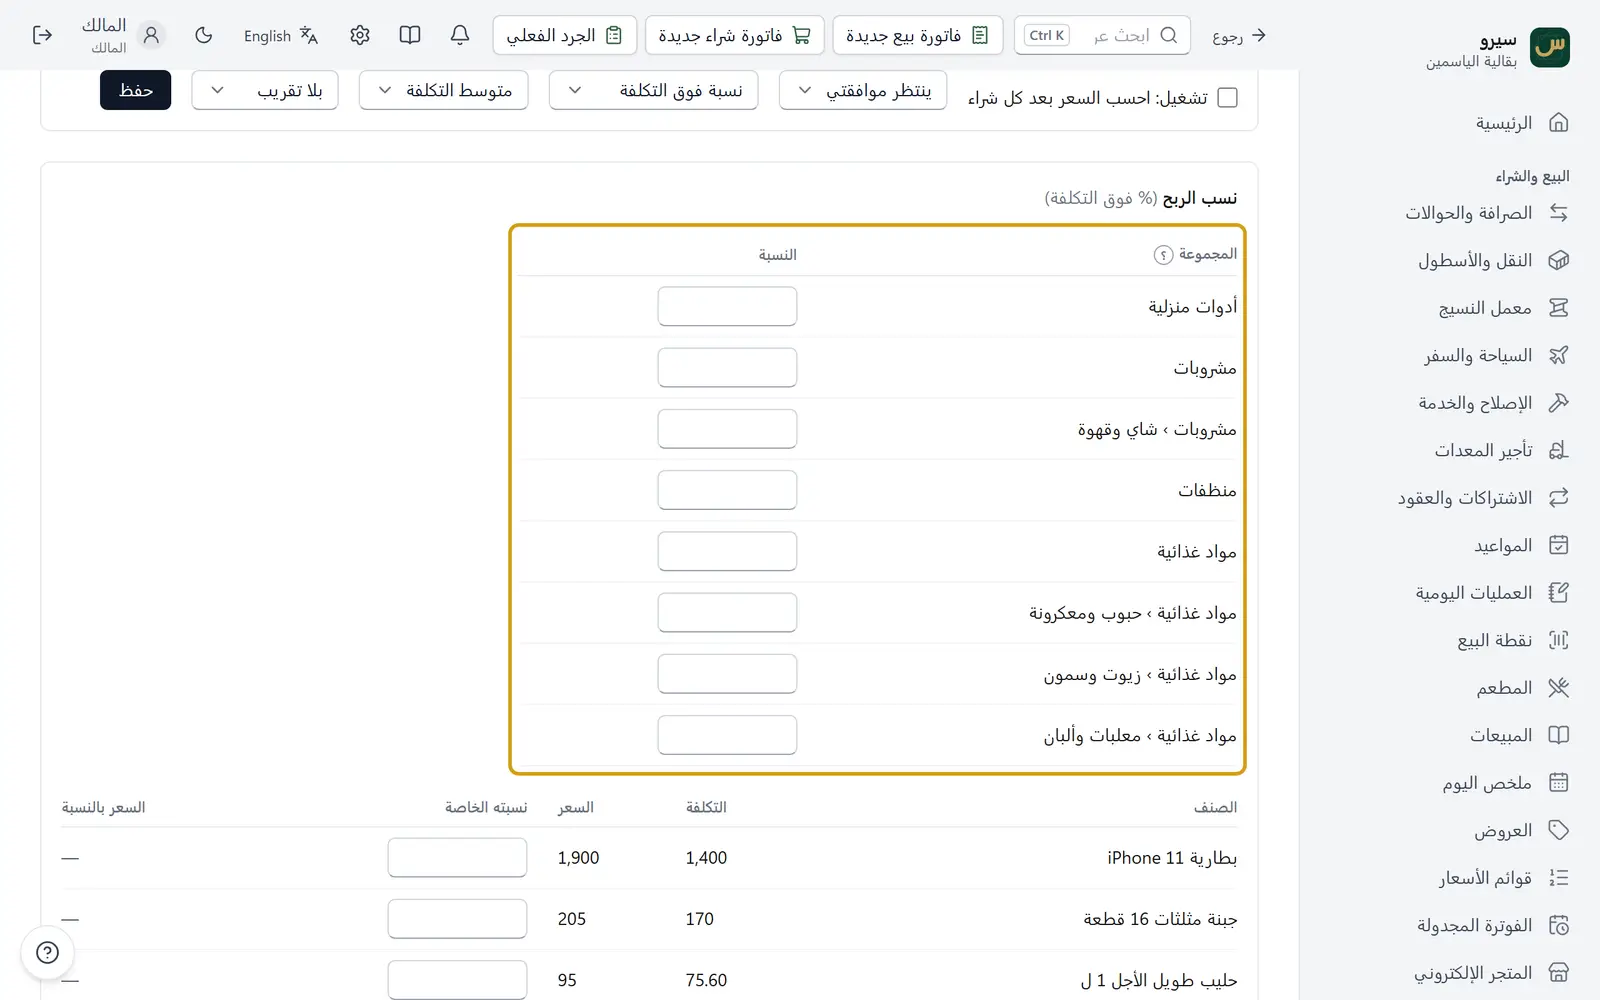 سيرو
بقالية الياسمين
رجوع
ابحث عن
Ctrl K
فاتورة بيع جديدة
فاتورة شراء جديدة
الجرد الفعلي
English
المالك
المالك
الرئيسية
البيع والشراء
الصرافة والحوالات
النقل والأسطول
معمل النسيج
السياحة والسفر
الإصلاح والخدمة
تأجير المعدات
الاشتراكات والعقود
المواعيد
العمليات اليومية
نقطة البيع
المطعم
المبيعات
ملخص اليوم
العروض
قوائم الأسعار
الفوترة المجدولة
المتجر الإلكتروني
تشغيل: احسب السعر بعد كل شراء
ينتظر موافقتي
نسبة فوق التكلفة
متوسط التكلفة
بلا تقريب
حفظ
نسب الربح (% فوق التكلفة)
المجموعة ؟ النسبة
أدوات منزلية
مشروبات
مشروبات › شاي وقهوة
منظفات
مواد غذائية
مواد غذائية › حبوب ومعكرونة
مواد غذائية › زيوت وسمون
مواد غذائية › معلبات وألبان
الصنف التكلفة السعر نسبته الخاصة السعر بالنسبة
بطارية iPhone 11 1,400 1,900 —
جبنة مثلثات 16 قطعة 170 205 —
حليب طويل الأجل 1 ل 75.60 95 —